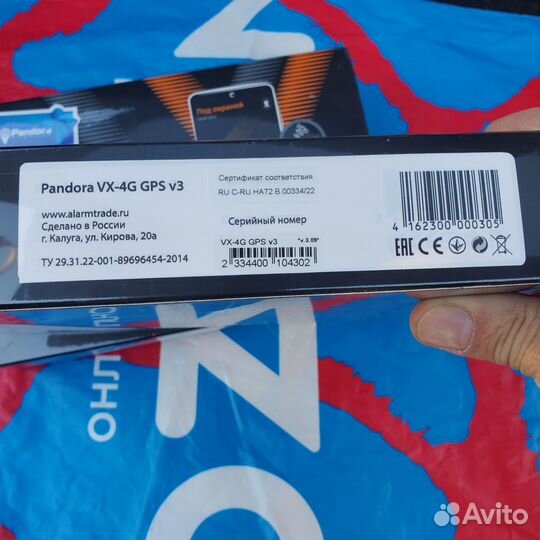 Pandora
Под охраной
Pandora VX-4G GPS v3
www.alarmtrade.ru
Сделано в России
г. Калуга, ул. Кирова, 20а
ТУ 29.31.22-001-89696454-2014
Сертификат соответствия
RU C-RU.HA72.B.00334/22
Серийный номер
VX-4G GPS v3 "v.3.09"
2 334400 104302
4 162300 000305
EAC CE
ОНЛ
OZ
Avito